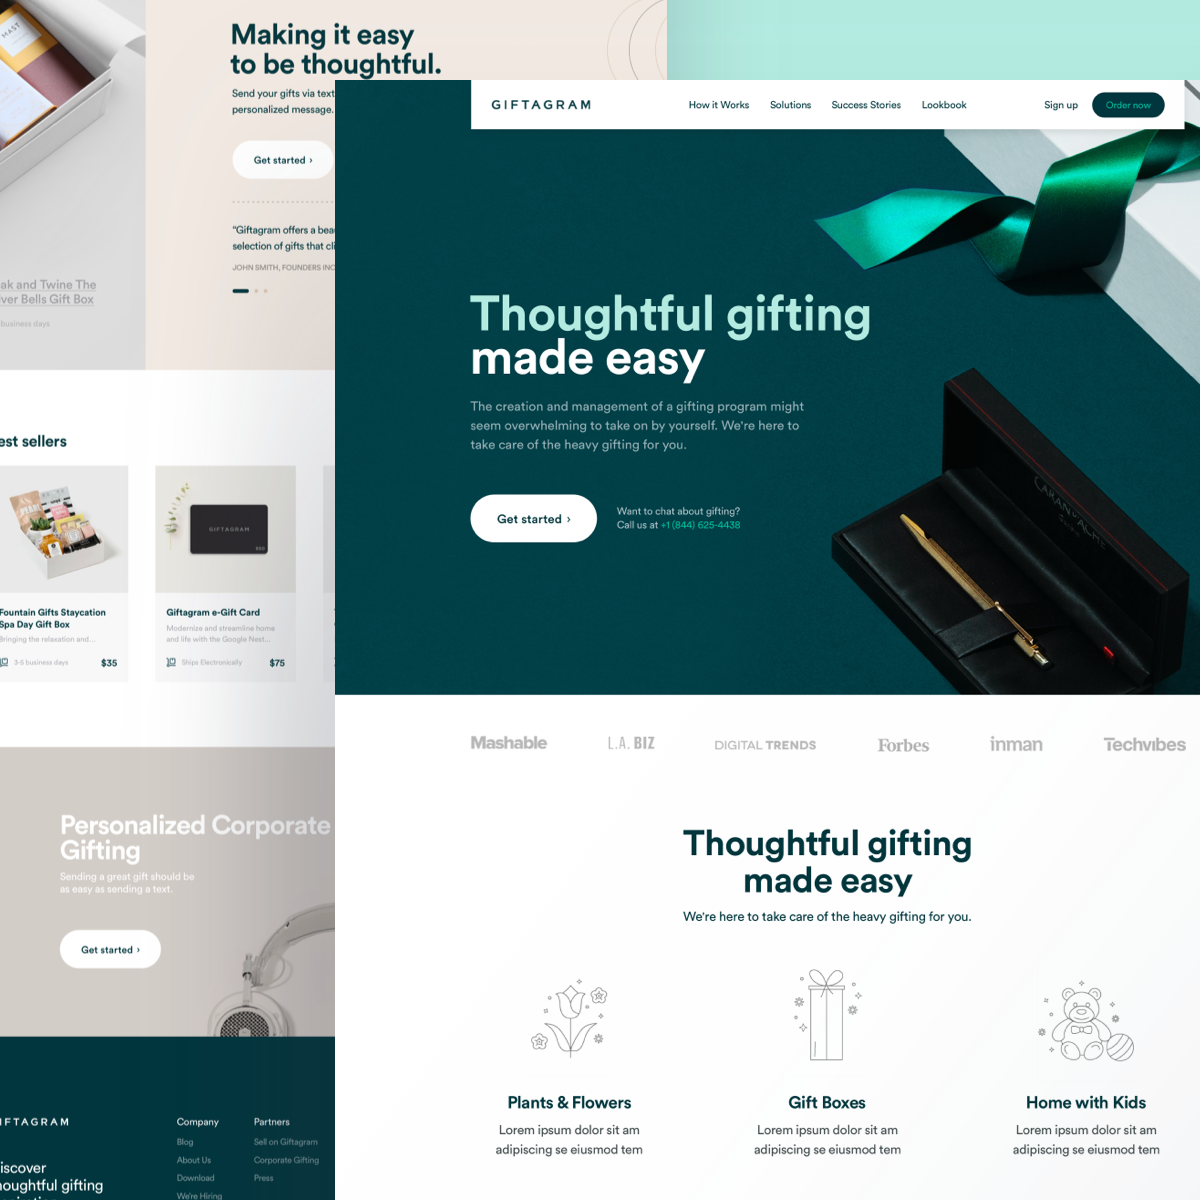 MAST
Making it easy
to be thoughtful.
Send your gifts via text
personalized message.
Get started ›
"Giftagram offers a beau
selection of gifts that cli
JOHN SMITH, FOUNDERS INC
ak and Twine The
ver Bells Gift Box
business days
est sellers
Fountain Gifts Staycation
Spa Day Gift Box
Bringing the relaxation and...
3-5 business days
$35
GIFTAGRAM
$50
Giftagram e-Gift Card
Modernize and streamline home
and life with the Google Nest...
Ships Electronically
$75
Personalized Corporate
Gifting
Sending a great gift should be
as easy as sending a text.
Get started ›
IFTAGRAM
iscover
houghtful gifting
Company
Blog
About Us
Download
We're Hiring
Partners
Sell on Giftagram
Corporate Gifting
Press
GIFTAGRAM
How it Works
Solutions
Success Stories
Lookbook
Sign up
Order now
Thoughtful gifting
made easy
The creation and management of a gifting program might
seem overwhelming to take on by yourself. We're here to
take care of the heavy gifting for you.
Get started ›
Want to chat about gifting?
Call us at +1 (844) 625-4438
CARAN D'ACHE
Mashable
L.A. BIZ
DIGITAL TRENDS
Forbes
inman
Techvibes
Thoughtful gifting
made easy
We're here to take care of the heavy gifting for you.
Plants & Flowers
Lorem ipsum dolor sit am
adipiscing se eiusmod tem
Gift Boxes
Lorem ipsum dolor sit am
adipiscing se eiusmod tem
Home with Kids
Lorem ipsum dolor sit am
adipiscing se eiusmod tem